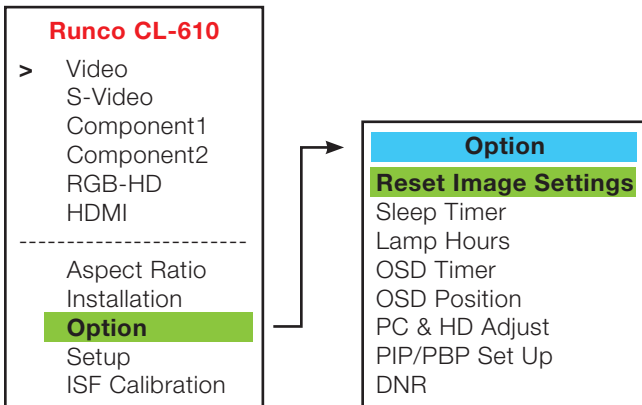 Runco CL-610
> Video
S-Video
Component1
Component2
RGB-HD
HDMI
------------------------
Aspect Ratio
Installation
Option
Setup
ISF Calibration
Option
Reset Image Settings
Sleep Timer
Lamp Hours
OSD Timer
OSD Position
PC & HD Adjust
PIP/PBP Set Up
DNR